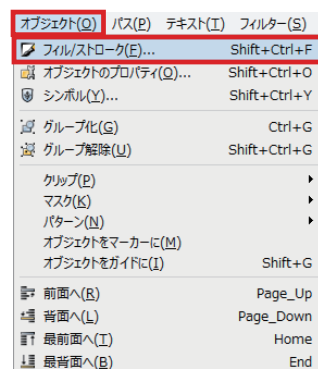 オブジェクト(O) パス(P) テキスト(T) フィルター(S)
フィル/ストローク(F)... Shift+Ctrl+F
オブジェクトのプロパティ(O)... Shift+Ctrl+O
シンボル(Y)... Shift+Ctrl+Y
グループ化(G) Ctrl+G
グループ解除(U) Shift+Ctrl+G
クリップ(P)
マスク(K)
パターン(N)
オブジェクトをマーカーに(M)
オブジェクトをガイドに(I) Shift+G
前面へ(R) Page_Up
背面へ(L) Page_Down
最前面へ(T) Home
最背面へ(B) End